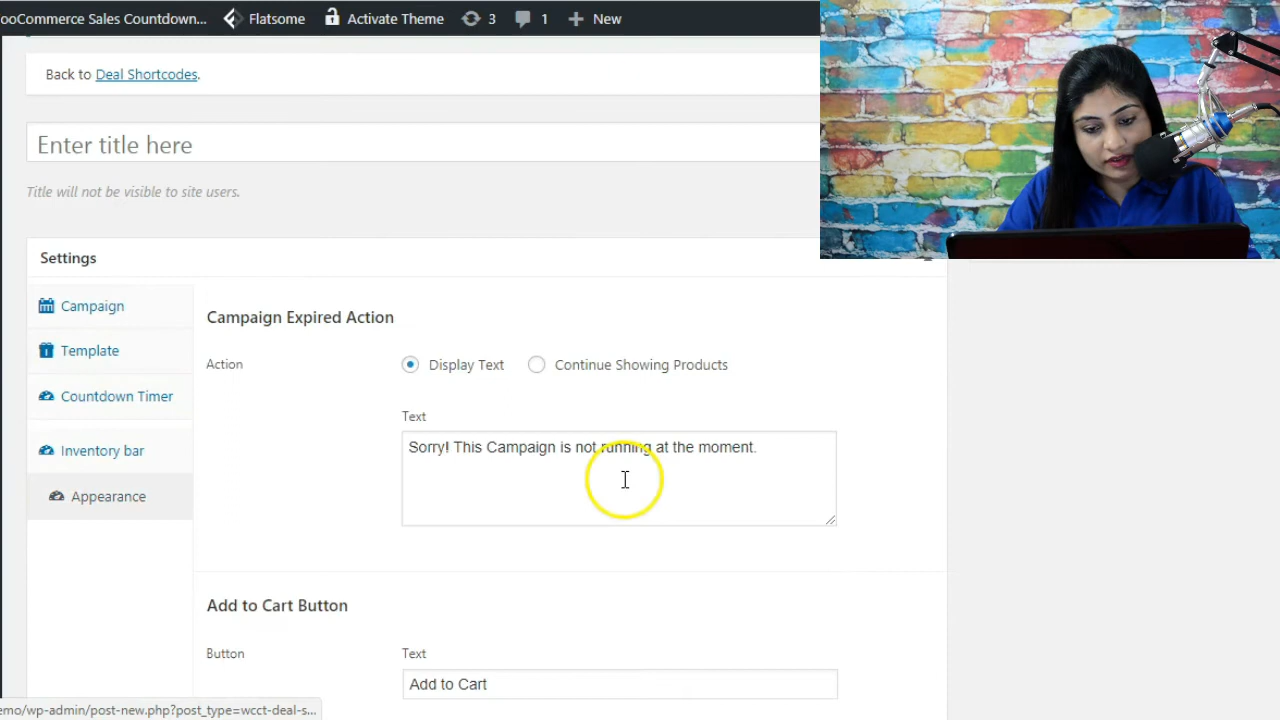 ooCommerce Sales Countdown... Flatsome Activate Theme 3 1 New
Back to Deal Shortcodes.
Enter title here
Title will not be visible to site users.
Settings
Campaign
Template
Countdown Timer
Inventory bar
Appearance
Campaign Expired Action
Action
Display Text
Continue Showing Products
Text
Sorry! This Campaign is not running at the moment.
Add to Cart Button
Button
Text
Add to Cart
emo/wp-admin/post-new.php?post_type=wcct-deal-s...